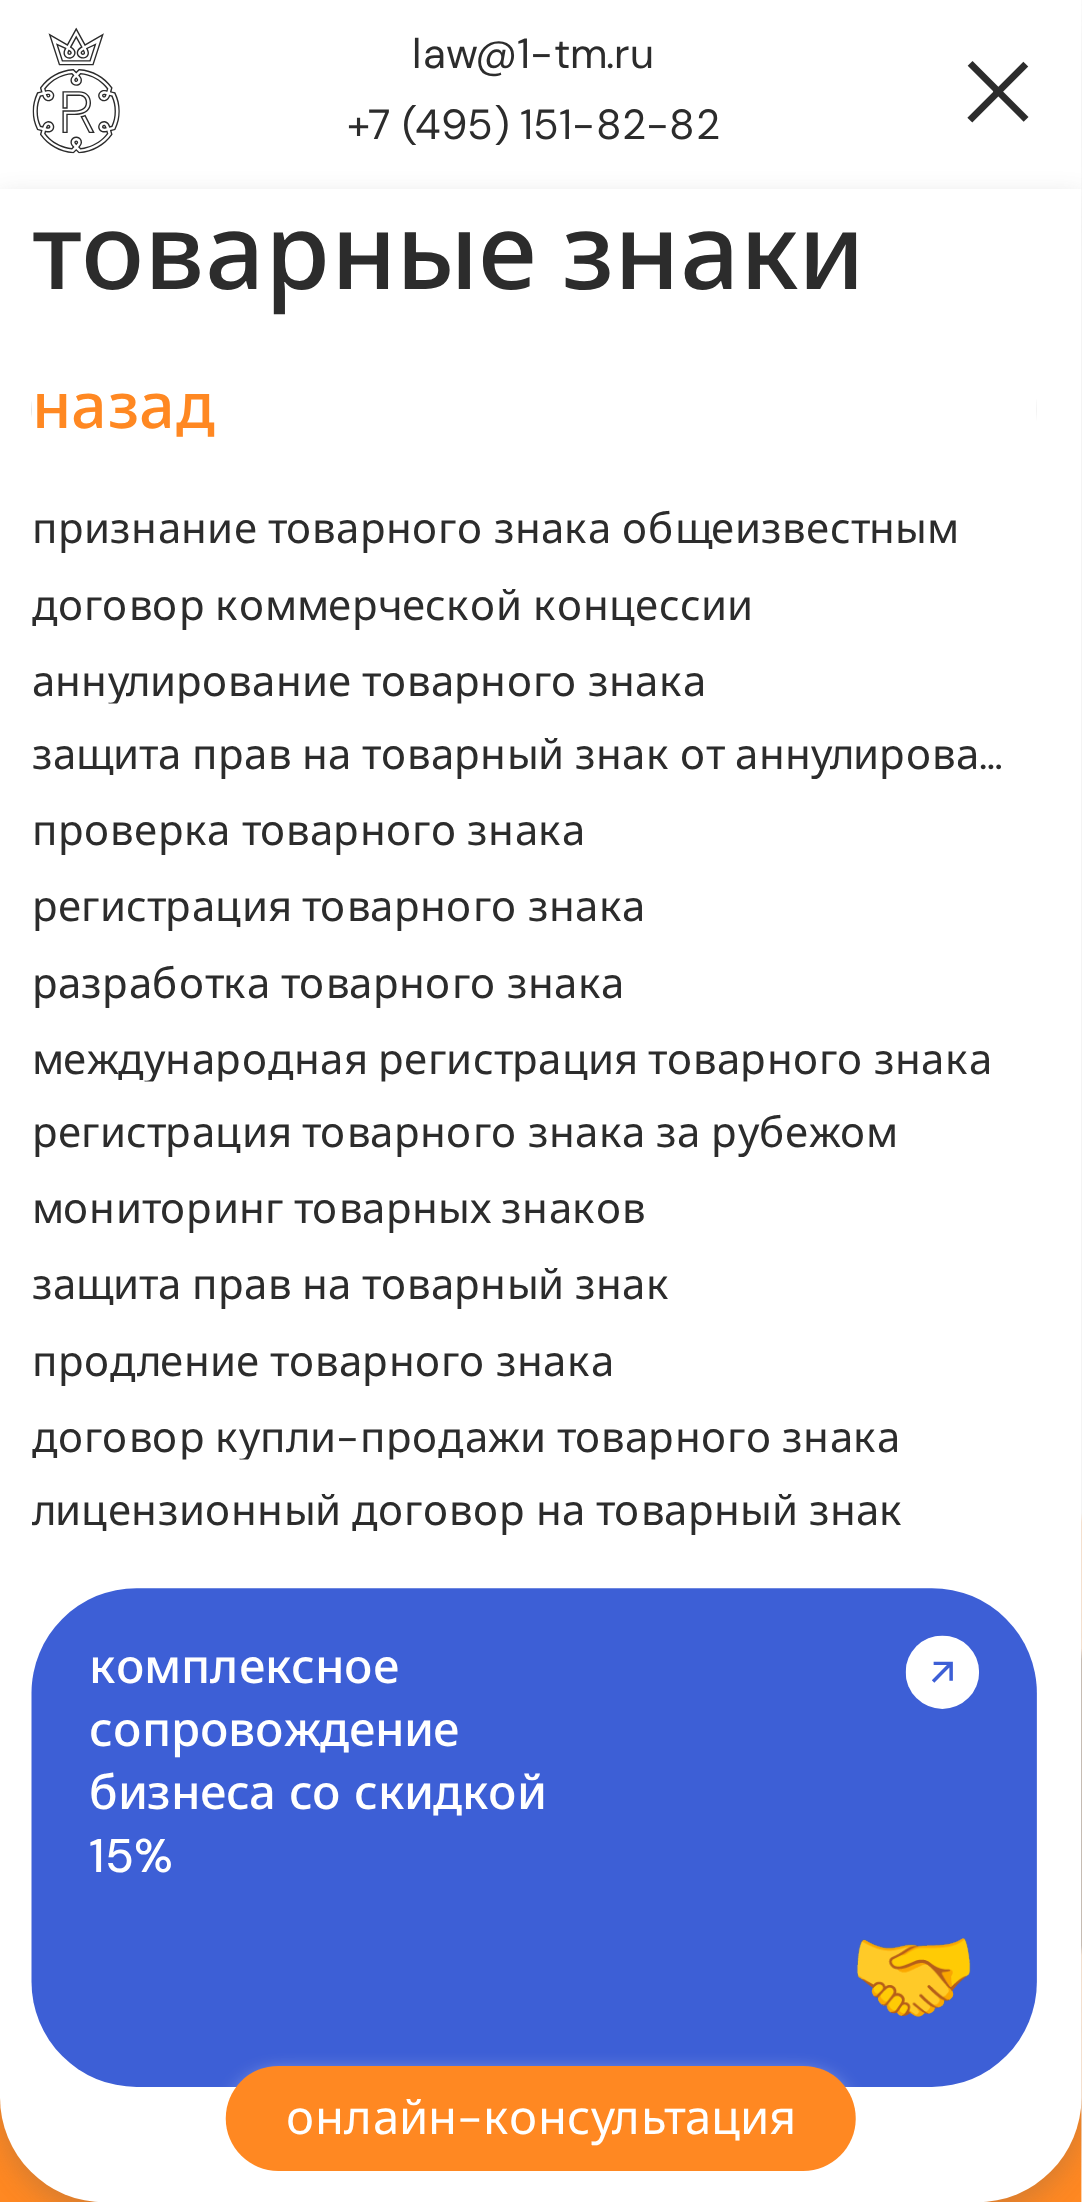 law@1-tm.ru
+7 (495) 151-82-82
R
товарные знаки
назад
признание товарного знака общеизвестным
договор коммерческой концессии
аннулирование товарного знака
защита прав на товарный знак от аннулирова...
проверка товарного знака
регистрация товарного знака
разработка товарного знака
международная регистрация товарного знака
регистрация товарного знака за рубежом
мониторинг товарных знаков
защита прав на товарный знак
продление товарного знака
договор купли-продажи товарного знака
лицензионный договор на товарный знак
комплексное
сопровождение
бизнеса со скидкой
15%
онлайн-консультация